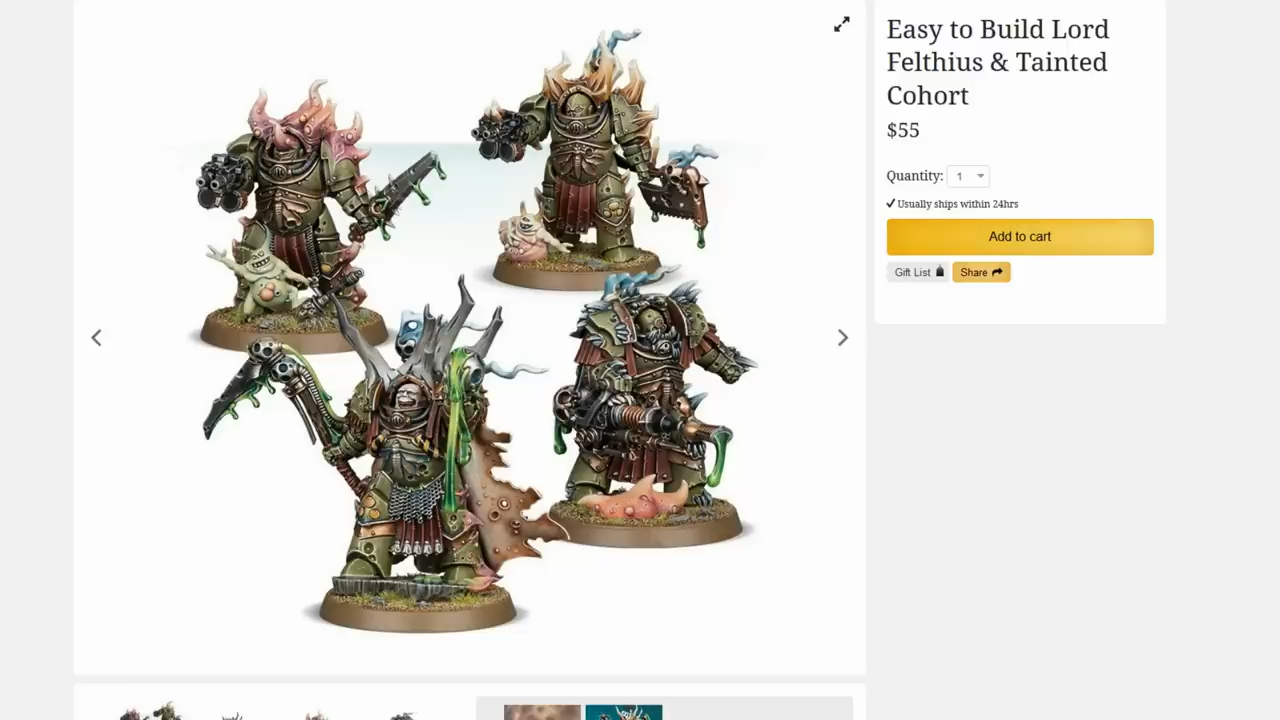 Easy to Build Lord
Felthius & Tainted
Cohort
$55
Quantity: 1
Usually ships within 24hrs
Add to cart
Gift List
Share